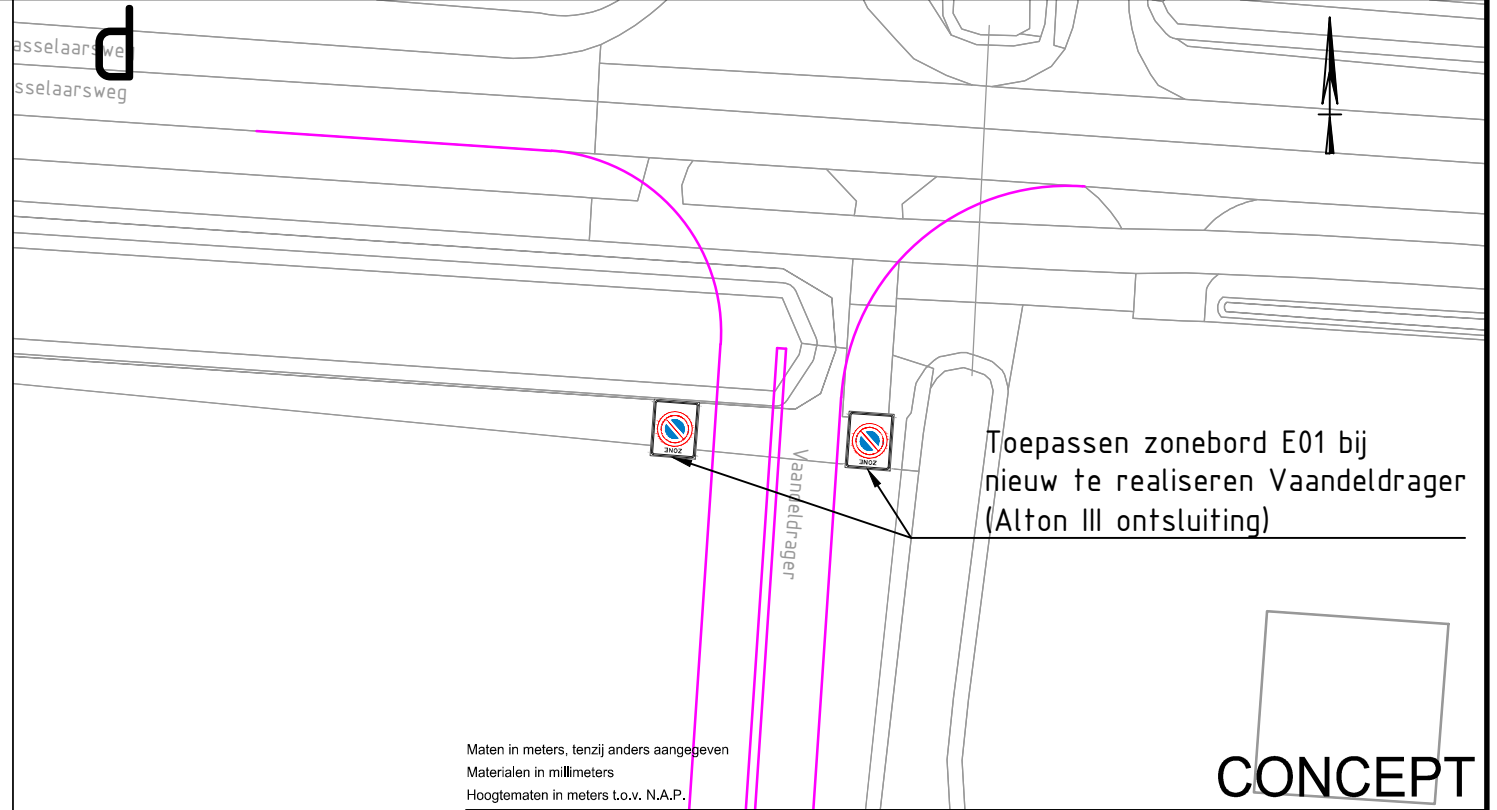 asselaarsweg
sselaarsweg
d
ZONE
ZONE
Vaandeldrager
Toepassen zonebord E01 bij
nieuw te realiseren Vaandeldrager
(Alton III ontsluiting)
Maten in meters, tenzij anders aangegeven
Materialen in millimeters
Hoogtematen in meters t.o.v. N.A.P.
CONCEPT